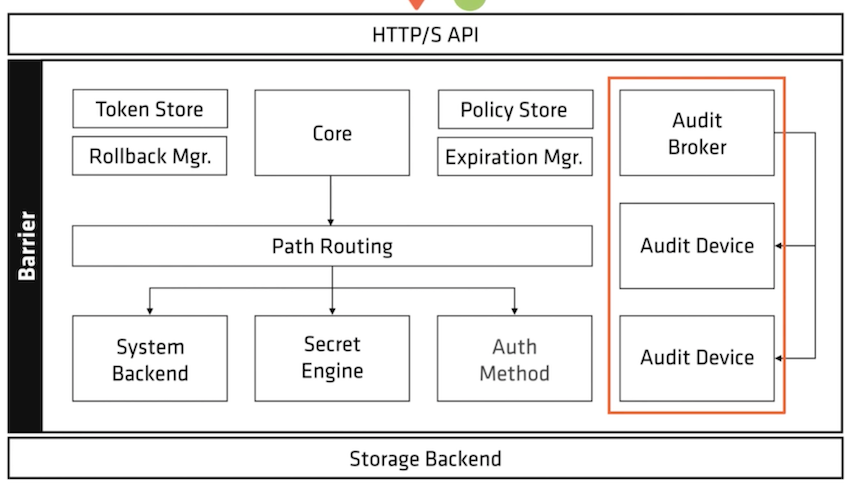 HTTP/S API
Barrier
Token Store
Rollback Mgr.
Core
Policy Store
Expiration Mgr.
Audit
Broker
Path Routing
Audit Device
System
Backend
Secret
Engine
Auth
Method
Audit Device
Storage Backend